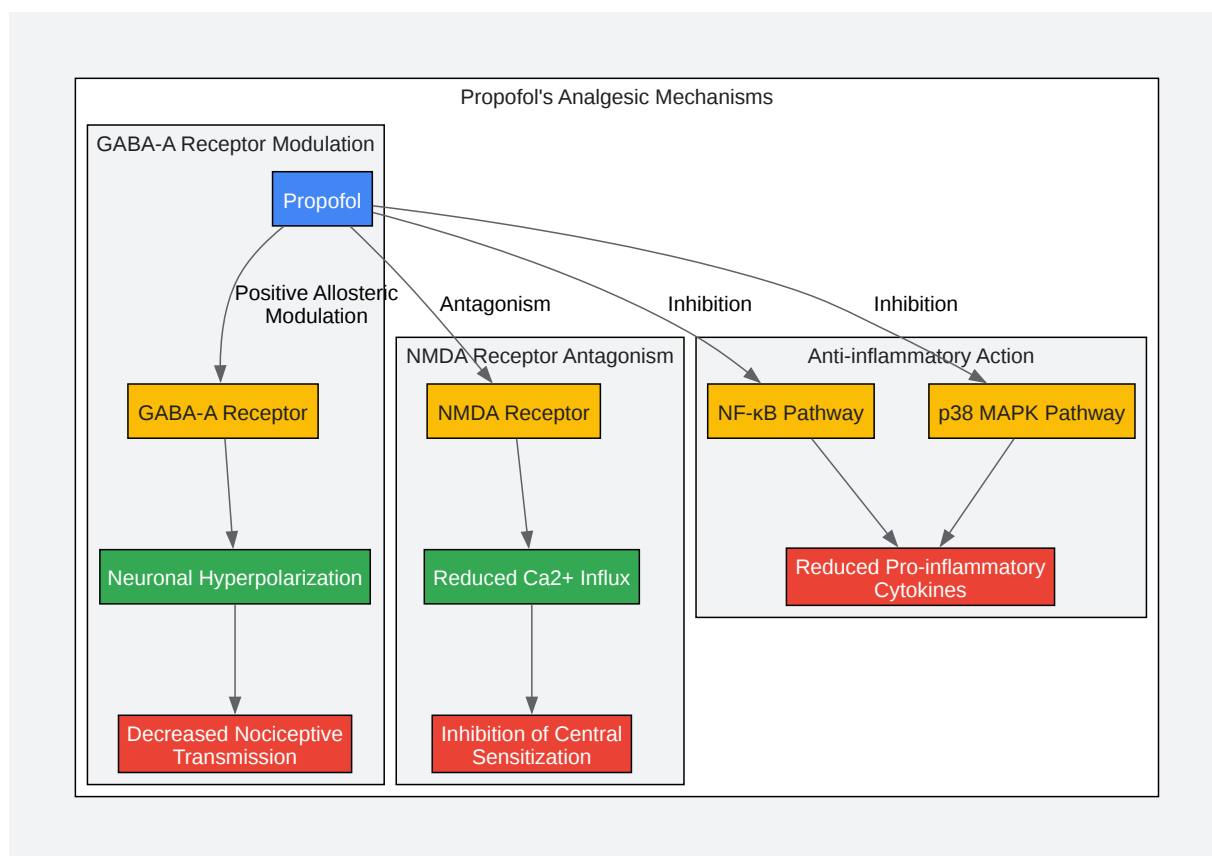 Propofol's Analgesic Mechanisms
GABA-A Receptor Modulation
Propofol
Positive Allosteric
Modulation
Antagonism
Inhibition
Inhibition
NMDA Receptor Antagonism
Anti-inflammatory Action
GABA-A Receptor
NMDA Receptor
NF-κB Pathway
p38 MAPK Pathway
Neuronal Hyperpolarization
Reduced Ca2+ Influx
Reduced Pro-inflammatory
Cytokines
Decreased Nociceptive
Transmission
Inhibition of Central
Sensitization